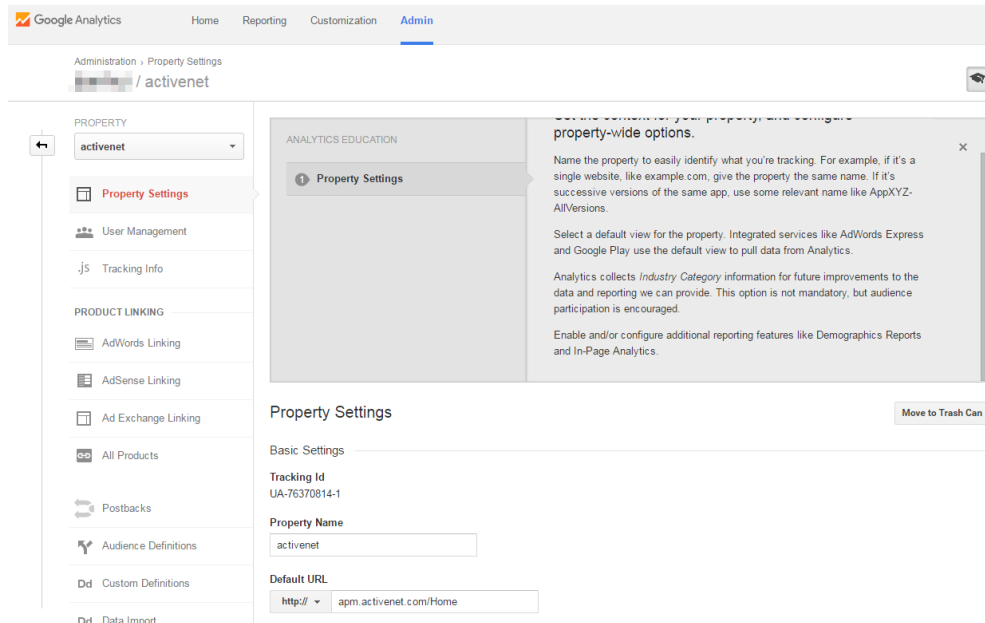 Google Analytics Home Reporting Customization Admin
Administration › Property Settings
/ activenet
PROPERTY
activenet
Property Settings
User Management
.js Tracking Info
PRODUCT LINKING
AdWords Linking
AdSense Linking
Ad Exchange Linking
All Products
Postbacks
Audience Definitions
Dd Custom Definitions
Dd Data Import
ANALYTICS EDUCATION
1 Property Settings
Set the context for your property, and configure
property-wide options.
Name the property to easily identify what you're tracking. For example, if it's a
single website, like example.com, give the property the same name. If it's
successive versions of the same app, use some relevant name like AppXYZ-
AllVersions.
Select a default view for the property. Integrated services like AdWords Express
and Google Play use the default view to pull data from Analytics.
Analytics collects Industry Category information for future improvements to the
data and reporting we can provide. This option is not mandatory, but audience
participation is encouraged.
Enable and/or configure additional reporting features like Demographics Reports
and In-Page Analytics.
Property Settings
Move to Trash Can
Basic Settings
Tracking Id
UA-76370814-1
Property Name
activenet
Default URL
http:// apm.activenet.com/Home